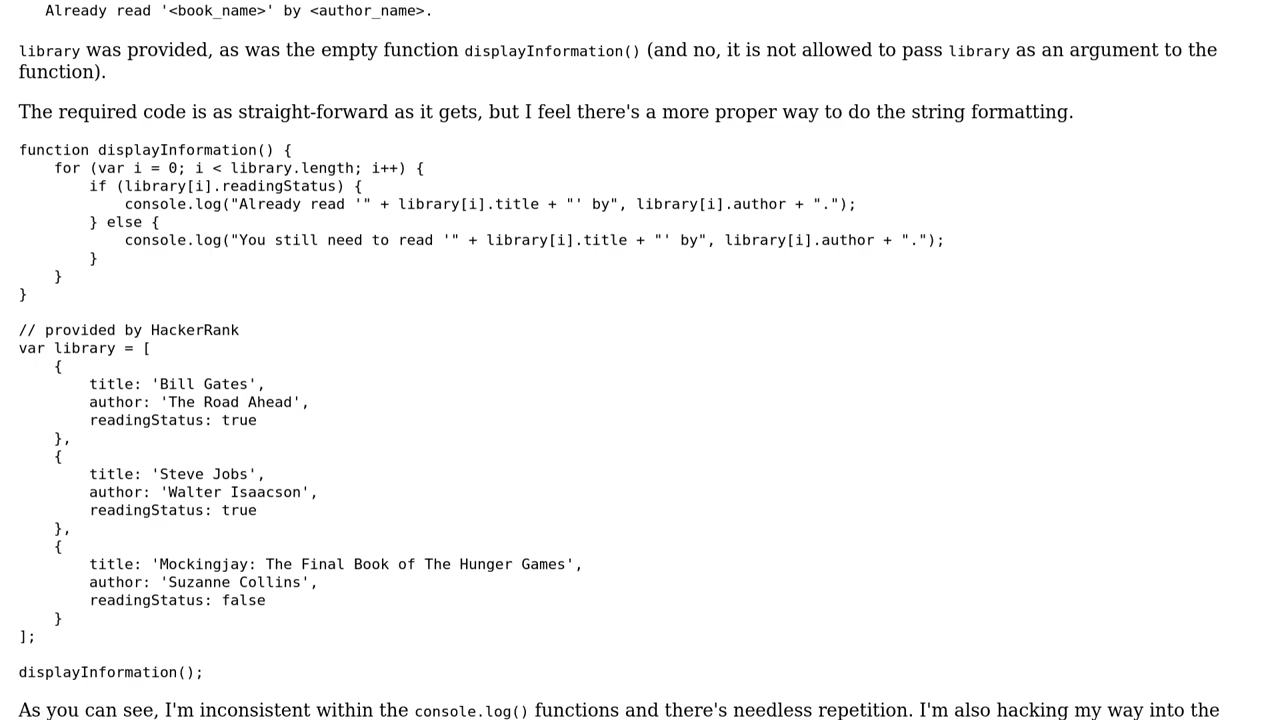 Already read '<book_name>' by <author_name>.
library was provided, as was the empty function displayInformation() (and no, it is not allowed to pass library as an argument to the
function).
The required code is as straight-forward as it gets, but I feel there's a more proper way to do the string formatting.
function displayInformation() {
    for (var i = 0; i < library.length; i++) {
        if (library[i].readingStatus) {
            console.log("Already read '" + library[i].title + "' by", library[i].author + ".");
        } else {
            console.log("You still need to read '" + library[i].title + "' by", library[i].author + ".");
        }
    }
}
// provided by HackerRank
var library = [
    {
        title: 'Bill Gates',
        author: 'The Road Ahead',
        readingStatus: true
    },
    {
        title: 'Steve Jobs',
        author: 'Walter Isaacson',
        readingStatus: true
    },
    {
        title: 'Mockingjay: The Final Book of The Hunger Games',
        author: 'Suzanne Collins',
        readingStatus: false
    }
];
displayInformation();
As you can see, I'm inconsistent within the console.log() functions and there's needless repetition. I'm also hacking my way into the